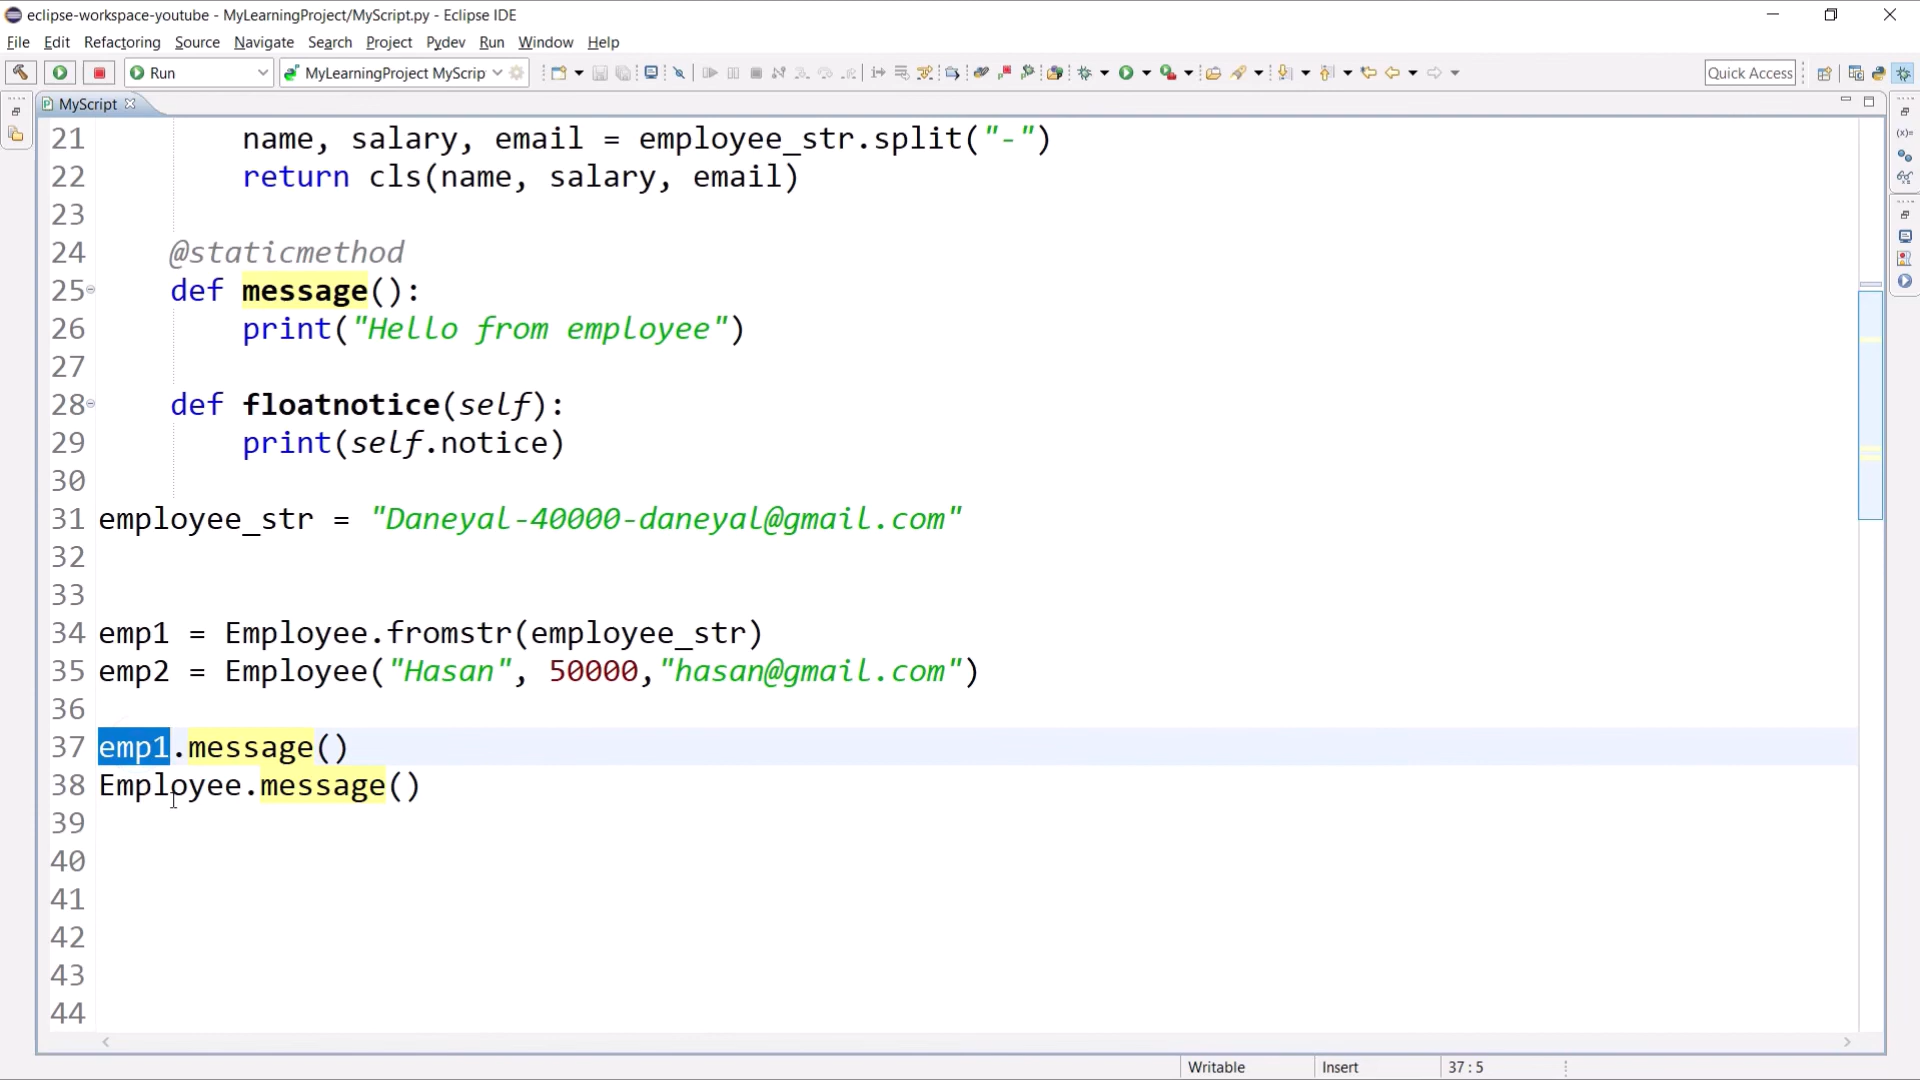 eclipse-workspace-youtube - MyLearningProject/MyScript.py - Eclipse IDE
File Edit Refactoring Source Navigate Search Project Pydev Run Window Help
Run
MyLearningProject MyScrip
Quick Access
MyScript
21 name, salary, email = employee_str.split("-")
22 return cls(name, salary, email)
23
24 @staticmethod
25 def message():
26 print("Hello from employee")
27
28 def floatnotice(self):
29 print(self.notice)
30
31 employee_str = "Daneyal-40000-daneyal@gmail.com"
32
33
34 emp1 = Employee.fromstr(employee_str)
35 emp2 = Employee("Hasan", 50000,"hasan@gmail.com")
36
37 emp1.message()
38 Employee.message()
39
40
41
42
43
44
Writable Insert 37 : 5